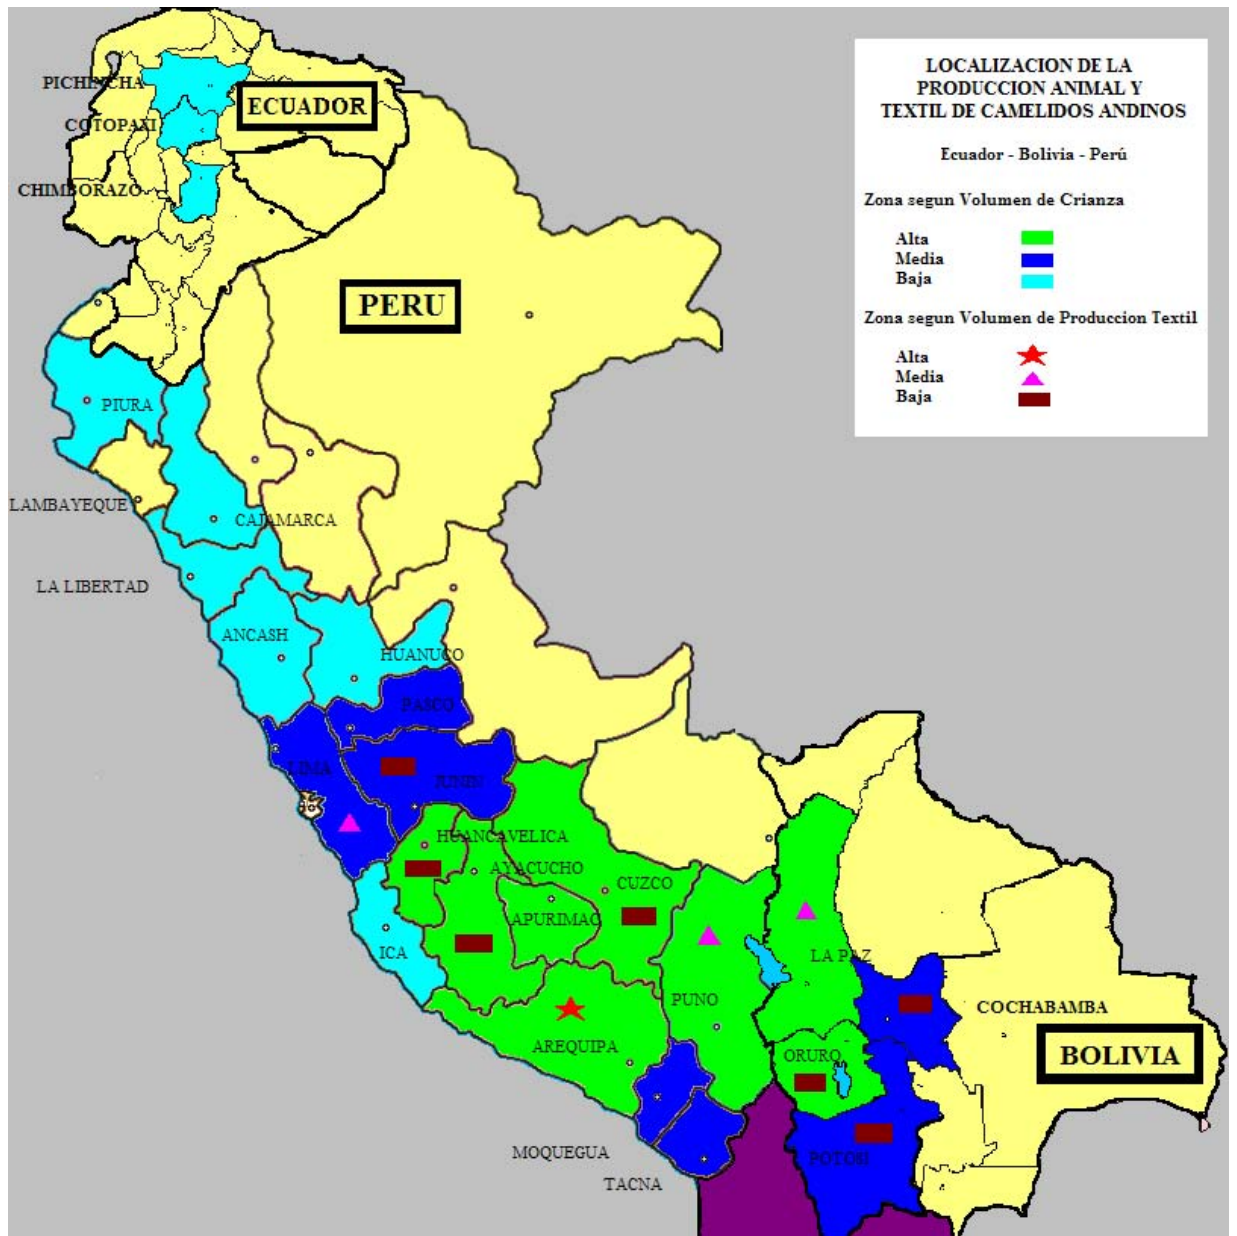 LOCALIZACION DE LA
PRODUCCION ANIMAL Y
TEXTIL DE CAMELIDOS ANDINOS
Ecuador - Bolivia - Perú
Zona segun Volumen de Crianza
Alta
Media
Baja
Zona segun Volumen de Produccion Textil
Alta
Media
Baja
PICHINCHA
ECUADOR
COTOPAXI
CHIMBORAZO
PERU
PIURA
LAMBAYEQUE
CAJAMARCA
LA LIBERTAD
ANCASH
HUANUCO
PASCO
LIMA
JUNIN
HUANCAVELICA
AYACUCHO
CUZCO
APURIMAC
ICA
LA PAZ
PUNO
COCHABAMBA
AREQUIPA
ORURO
BOLIVIA
MOQUEGUA
POTOSI
TACNA